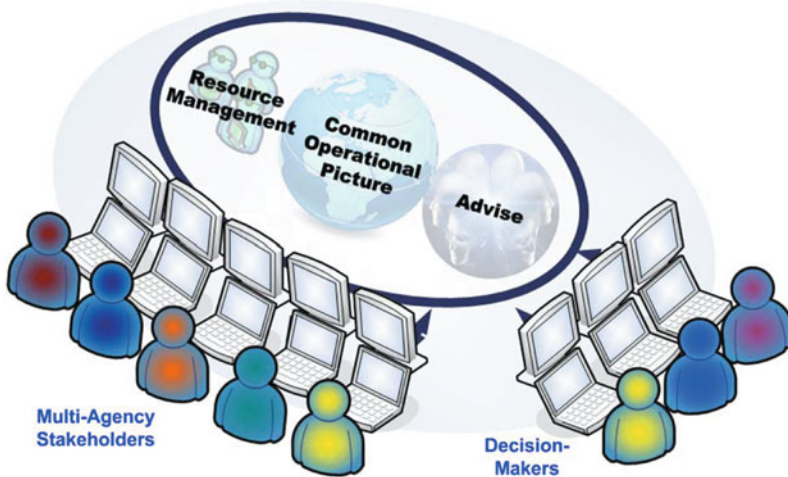 Resource
Management
Common
Operational
Picture
Advise
Multi-Agency
Stakeholders
Decision-
Makers